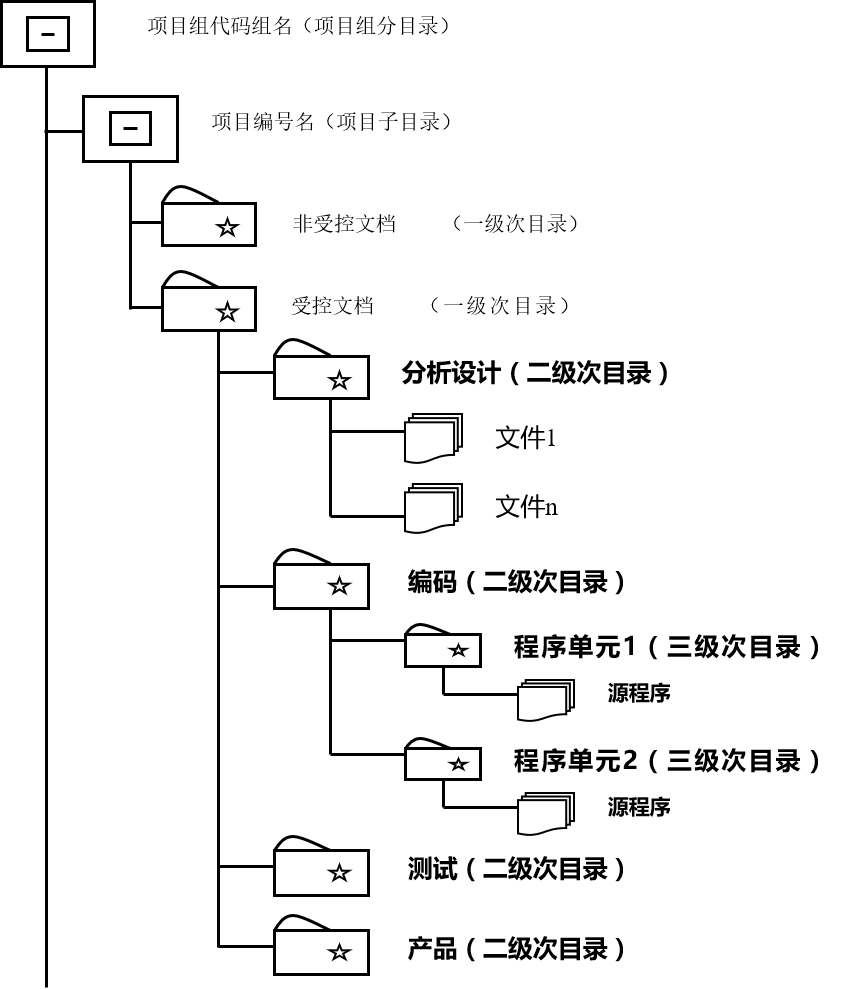 项目组代码组名（项目组分目录）
项目编号名（项目子目录）
非受控文档 （一级次目录）
受控文档 （一级次目录）
分析设计（二级次目录）
文件1
文件n
编码（二级次目录）
程序单元1（三级次目录）
源程序
程序单元2（三级次目录）
源程序
测试（二级次目录）
产品（二级次目录）